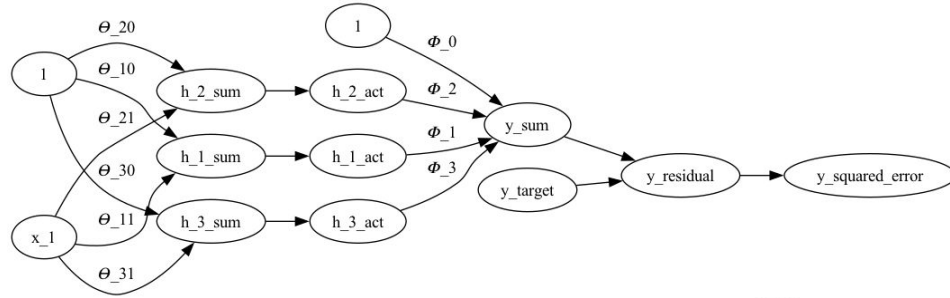 1
x_1
ϴ_20
ϴ_10
ϴ_21
ϴ_30
ϴ_11
ϴ_31
h_2_sum
h_1_sum
h_3_sum
1
h_2_act
h_1_act
h_3_act
Φ_0
Φ_2
Φ_1
Φ_3
y_sum
y_target
y_residual
y_squared_error